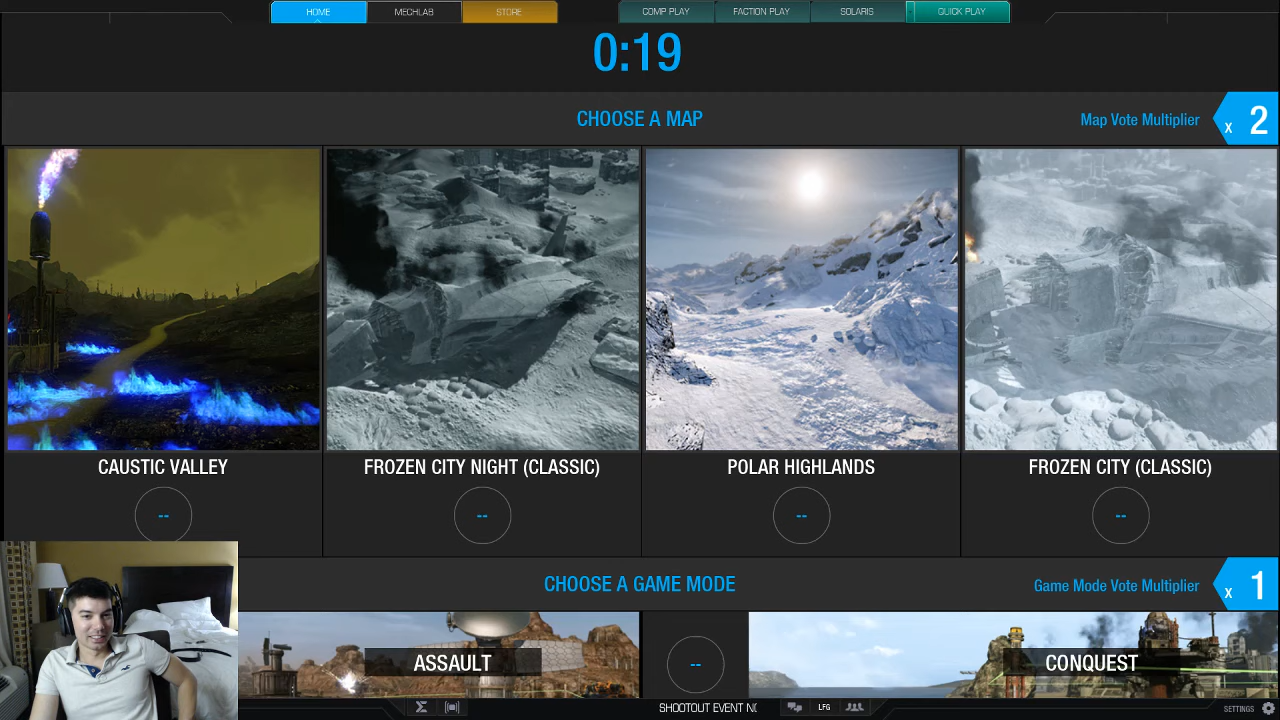 HOME MECHLAB STORE COMP PLAY FACTION PLAY SOLARIS QUICK PLAY
0:19
CHOOSE A MAP
Map Vote Multiplier x 2
CAUSTIC VALLEY
FROZEN CITY NIGHT (CLASSIC)
POLAR HIGHLANDS
FROZEN CITY (CLASSIC)
--
--
--
--
CHOOSE A GAME MODE
Game Mode Vote Multiplier x 1
ASSAULT
--
CONQUEST
SHOOTOUT EVENT N
LFG
SETTINGS